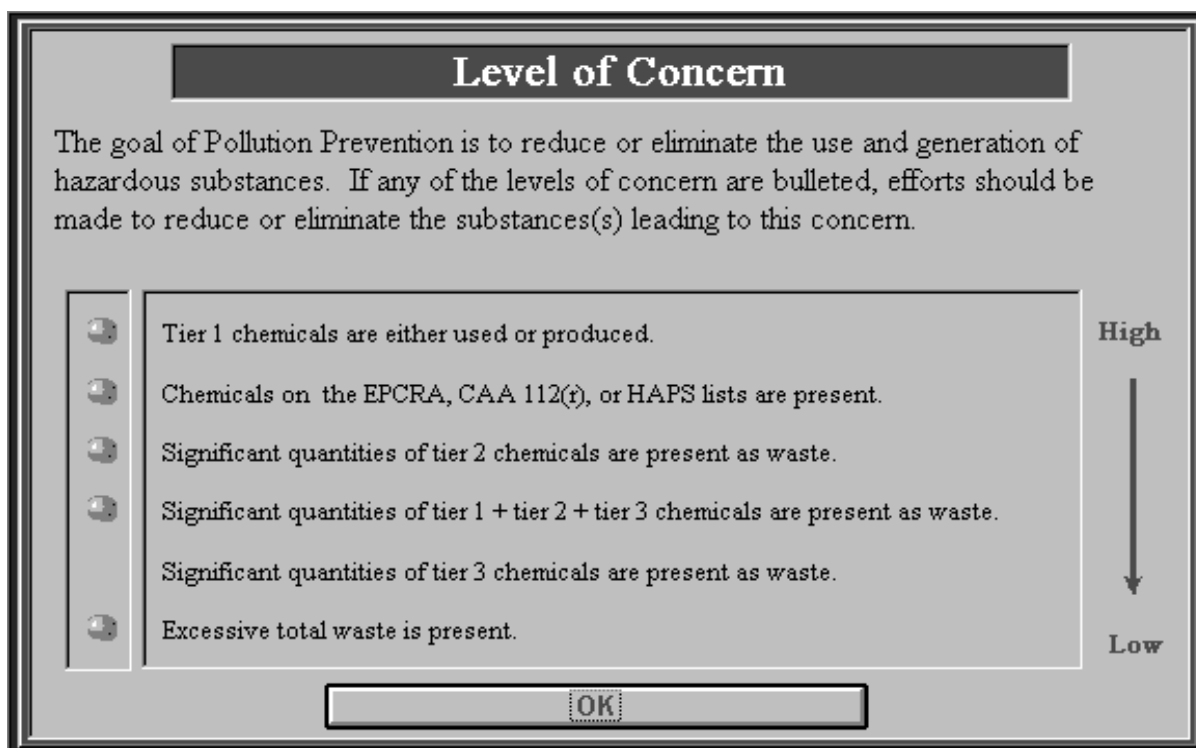 Level of Concern
The goal of Pollution Prevention is to reduce or eliminate the use and generation of
hazardous substances.  If any of the levels of concern are bulleted, efforts should be
made to reduce or eliminate the substances(s) leading to this concern.
Tier 1 chemicals are either used or produced.
High
Chemicals on  the EPCRA, CAA 112(r), or HAPS lists are present.
Significant quantities of tier 2 chemicals are present as waste.
Significant quantities of tier 1 + tier 2 + tier 3 chemicals are present as waste.
Significant quantities of tier 3 chemicals are present as waste.
Excessive total waste is present.
Low
OK